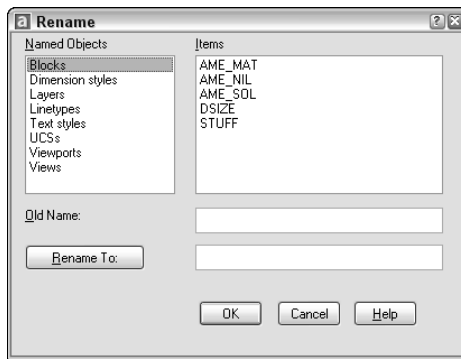 a Rename ? X
Named Objects
Blocks
Dimension styles
Layers
Linetypes
Text styles
UCSs
Viewports
Views
Items
AME_MAT
AME_NIL
AME_SOL
DSIZE
STUFF
Old Name:
Rename To:
OK Cancel Help